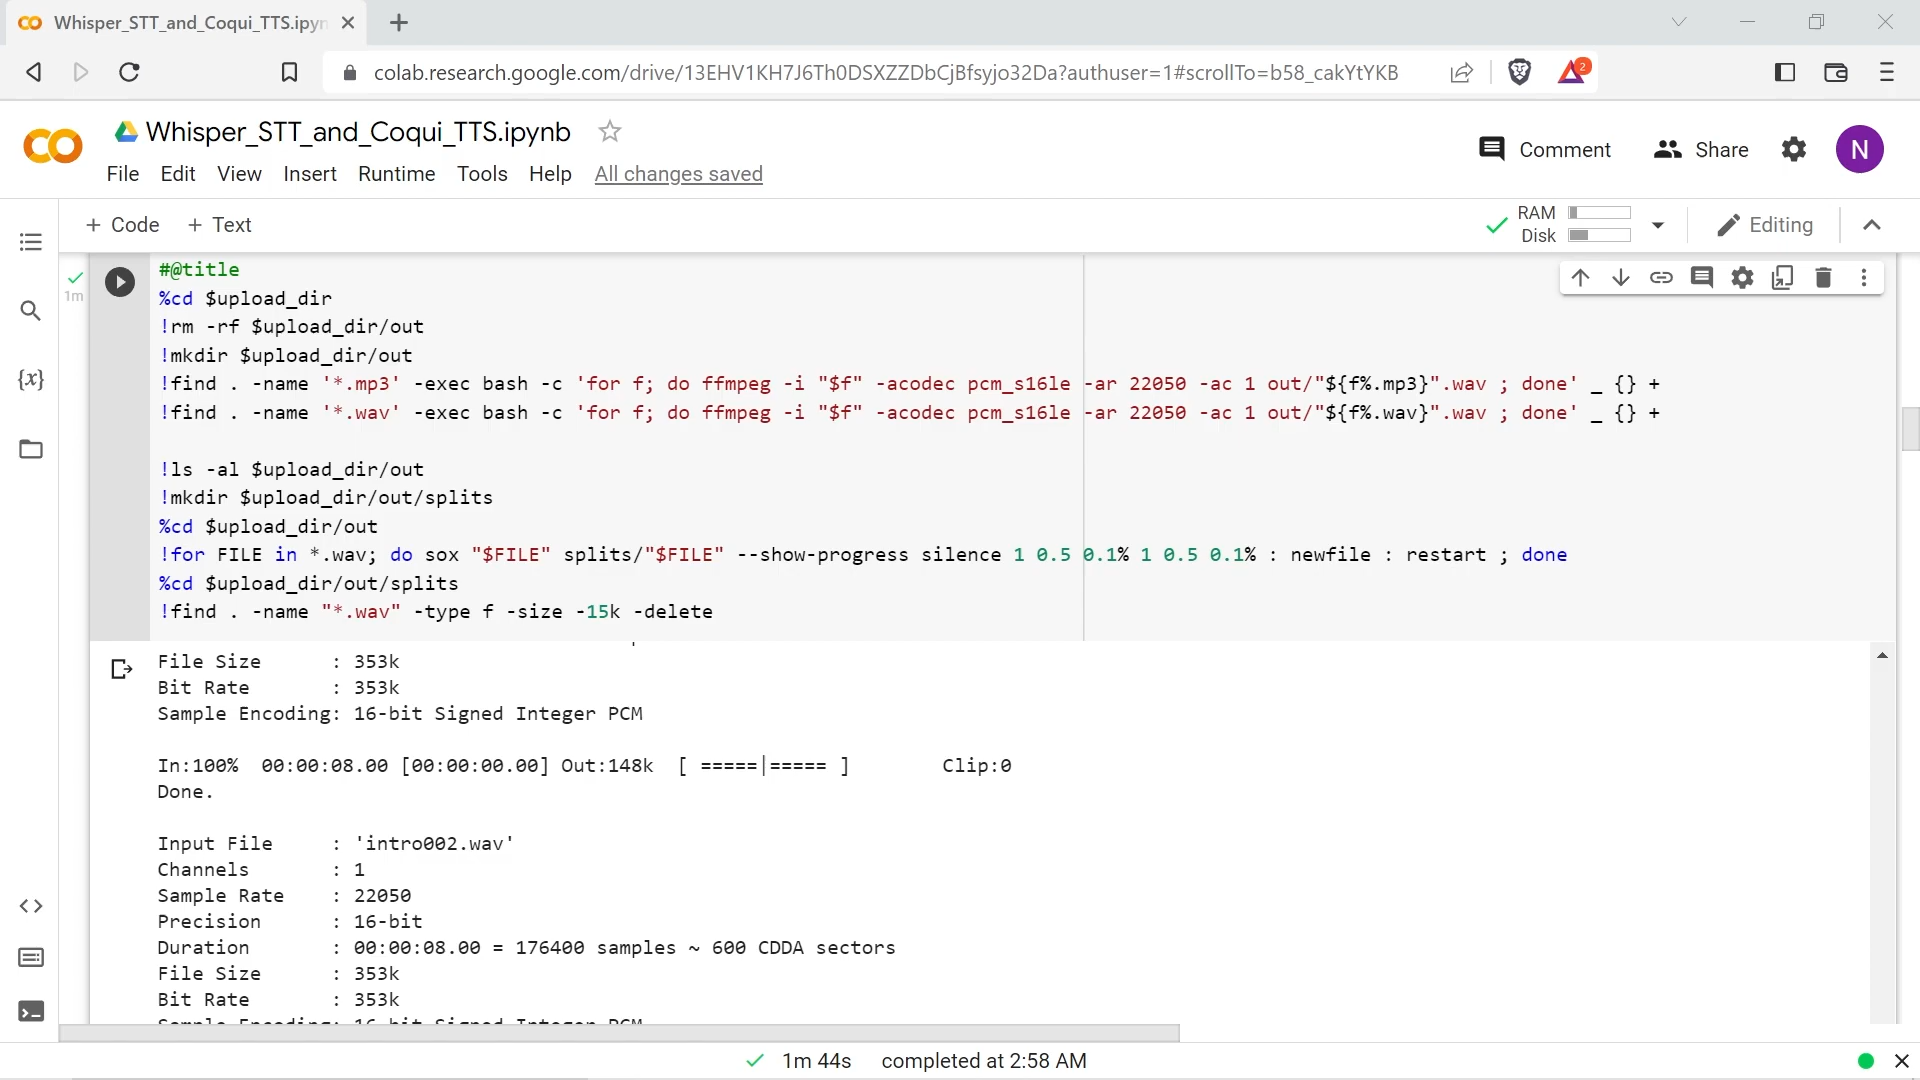 Whisper_STT_and_Coqui_TTS.ipyn
colab.research.google.com/drive/13EHV1KH7J6Th0DSXZZDbCjBfsyjo32Da?authuser=1#scrollTo=b58_cakYtYKB
2
Whisper_STT_and_Coqui_TTS.ipynb
Comment
Share
N
File Edit View Insert Runtime Tools Help All changes saved
+ Code + Text
RAM
Disk
Editing
{x}
1m
#@title
%cd $upload_dir
!rm -rf $upload_dir/out
!mkdir $upload_dir/out
!find . -name '*.mp3' -exec bash -c 'for f; do ffmpeg -i "$f" -acodec pcm_s16le -ar 22050 -ac 1 out/"${f%.mp3}".wav ; done' _ {} +
!find . -name '*.wav' -exec bash -c 'for f; do ffmpeg -i "$f" -acodec pcm_s16le -ar 22050 -ac 1 out/"${f%.wav}".wav ; done' _ {} +
!ls -al $upload_dir/out
!mkdir $upload_dir/out/splits
%cd $upload_dir/out
!for FILE in *.wav; do sox "$FILE" splits/"$FILE" --show-progress silence 1 0.5 0.1% 1 0.5 0.1% : newfile : restart ; done
%cd $upload_dir/out/splits
!find . -name "*.wav" -type f -size -15k -delete
File Size : 353k
Bit Rate : 353k
Sample Encoding: 16-bit Signed Integer PCM
In:100% 00:00:08.00 [00:00:00.00] Out:148k [ =====|===== ] Clip:0
Done.
Input File : 'intro002.wav'
Channels : 1
Sample Rate : 22050
Precision : 16-bit
Duration : 00:00:08.00 = 176400 samples ~ 600 CDDA sectors
File Size : 353k
Bit Rate : 353k
Sample Encoding: 16-bit Signed Integer PCM
1m 44s completed at 2:58 AM